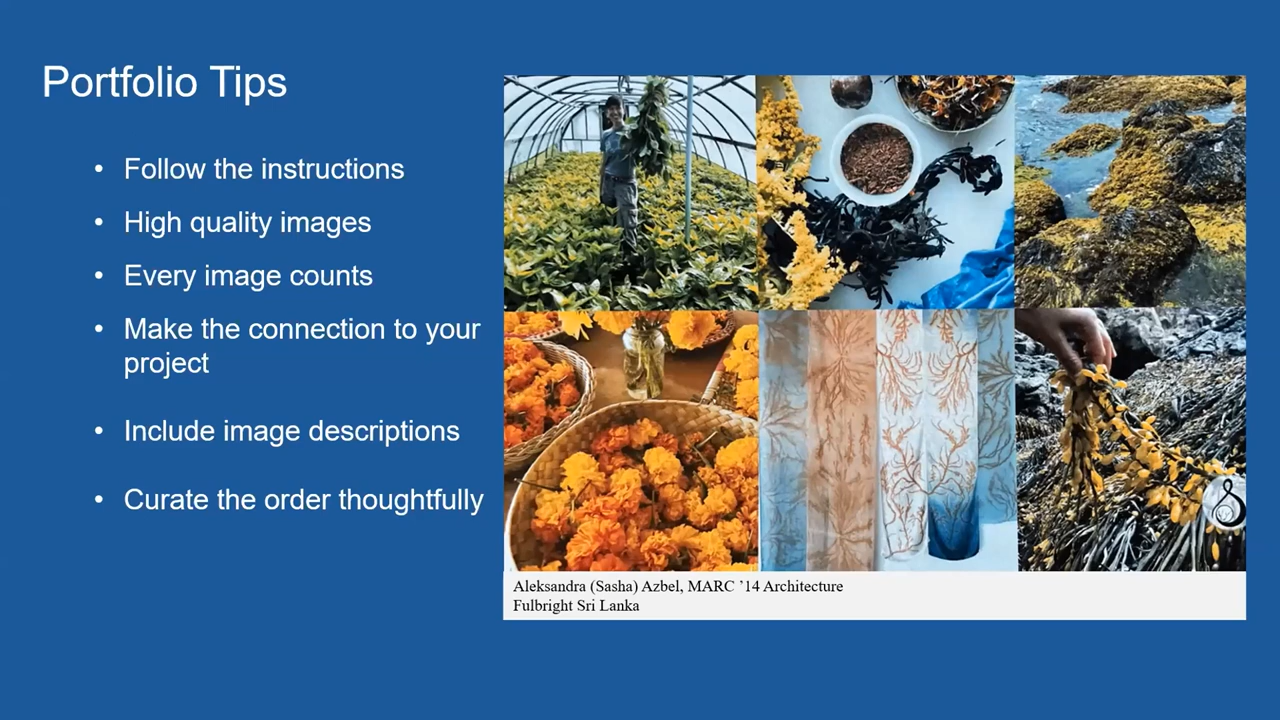 Portfolio Tips
• Follow the instructions
• High quality images
• Every image counts
• Make the connection to your
project
• Include image descriptions
• Curate the order thoughtfully
Aleksandra (Sasha) Azbel, MARC ’14 Architecture
Fulbright Sri Lanka